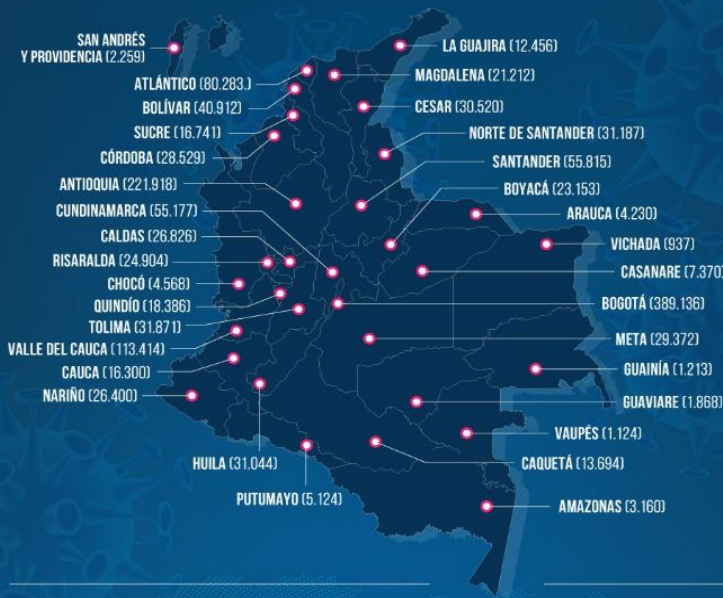 SAN ANDRÉS
Y PROVIDENCIA (2.259)
ATLÁNTICO (80.283.)
BOLÍVAR (40.912)
SUCRE (16.741)
CÓRDOBA (28.529)
ANTIOQUIA (221.918)
CUNDINAMARCA (55.177)
CALDAS (26.826)
RISARALDA (24.904)
CHOCÓ (4.568)
QUINDÍO (18.386)
TOLIMA (31.871)
VALLE DEL CAUCA (113.414)
CAUCA (16.300)
NARIÑO (26.400)
HUILA (31.044)
PUTUMAYO (5.124)
LA GUAJIRA (12.456)
MAGDALENA (21.212)
CESAR (30.520)
NORTE DE SANTANDER (31.187)
SANTANDER (55.815)
BOYACÁ (23.153)
ARAUCA (4.230)
VICHADA (937)
CASANARE (7.370)
BOGOTÁ (389.136)
META (29.372)
GUAINÍA (1.213)
GUAVIARE (1.868)
VAUPÉS (1.124)
CAQUETÁ (13.694)
AMAZONAS (3.160)